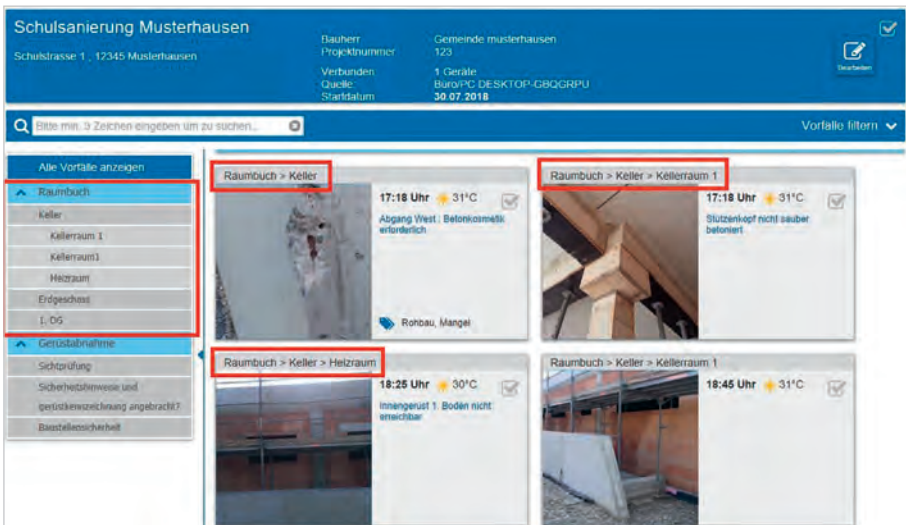 Schulsanierung Musterhausen
Schulstrasse 1 , 12345 Musterhausen
Bauherr Gemeinde musterhausen
Projektnummer 123
Verbunden 1 Geräte
Quelle Büro/PC DESKTOP-GBQGRPU
Startdatum 30.07.2018
Bearbeiten
Bitte min. 3 Zeichen eingeben um zu suchen...
Vorfälle filtern
Alle Vorfälle anzeigen
Raumbuch
Keller
Kellerraum 1
Kellerraum1
Heizraum
Erdgeschoss
1. OG
Gerüstabnahme
Sichtprüfung
Sicherheitshinweise und
gerüstkennzeichnung angebracht?
Baustellensicherheit
Raumbuch > Keller
17:18 Uhr 31°C
Abgang West : Betonkosmetik
erforderlich
Rohbau, Mangel
Raumbuch > Keller > Kellerraum 1
17:18 Uhr 31°C
Stützenkopf nicht sauber
betoniert
Raumbuch > Keller > Heizraum
18:25 Uhr 30°C
Innengerüst 1. Boden nicht
erreichbar
Raumbuch > Keller > Kellerraum 1
18:45 Uhr 31°C